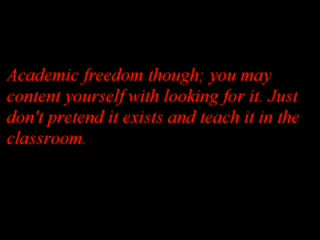 Academic freedom though; you may
content yourself with looking for it. Just
don't pretend it exists and teach it in the
classroom.